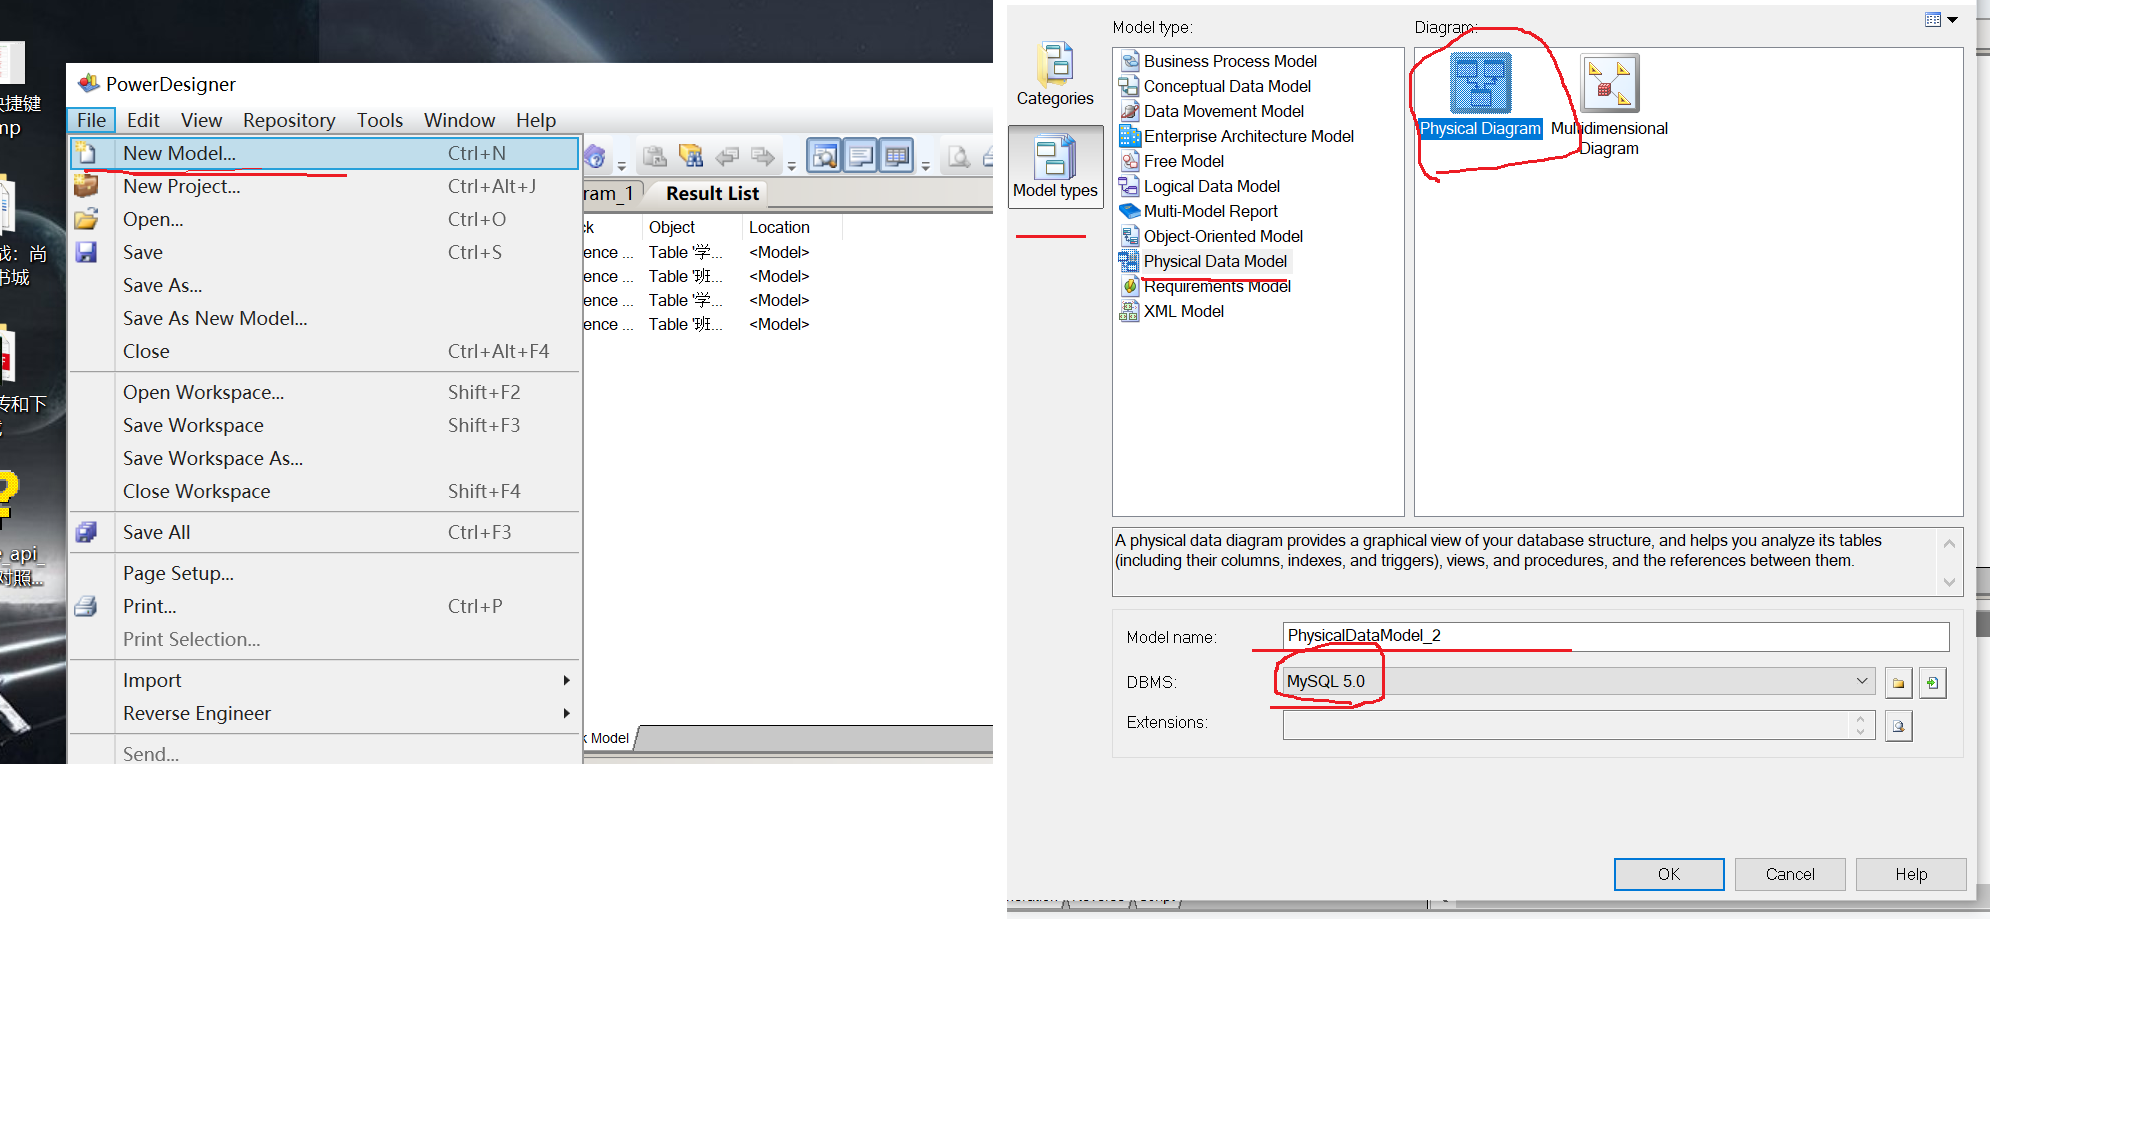 捷键
mp
战：尚
书城
传和下
_api_
对照...
PowerDesigner
File Edit View Repository Tools Window Help
New Model... Ctrl+N
New Project... Ctrl+Alt+J
Open... Ctrl+O
Save Ctrl+S
Save As...
Save As New Model...
Close Ctrl+Alt+F4
Open Workspace... Shift+F2
Save Workspace Shift+F3
Save Workspace As...
Close Workspace Shift+F4
Save All Ctrl+F3
Page Setup...
Print... Ctrl+P
Print Selection...
Import
Reverse Engineer
Send...
ram_1 Result List
ck Object Location
ence ... Table '学... <Model>
ence ... Table '班... <Model>
ence ... Table '学... <Model>
ence ... Table '班... <Model>
k Model
Categories
Model types
Model type:
Business Process Model
Conceptual Data Model
Data Movement Model
Enterprise Architecture Model
Free Model
Logical Data Model
Multi-Model Report
Object-Oriented Model
Physical Data Model
Requirements Model
XML Model
Diagram:
Physical Diagram
Multidimensional
Diagram
A physical data diagram provides a graphical view of your database structure, and helps you analyze its tables
(including their columns, indexes, and triggers), views, and procedures, and the references between them.
Model name: PhysicalDataModel_2
DBMS: MySQL 5.0
Extensions:
OK Cancel Help